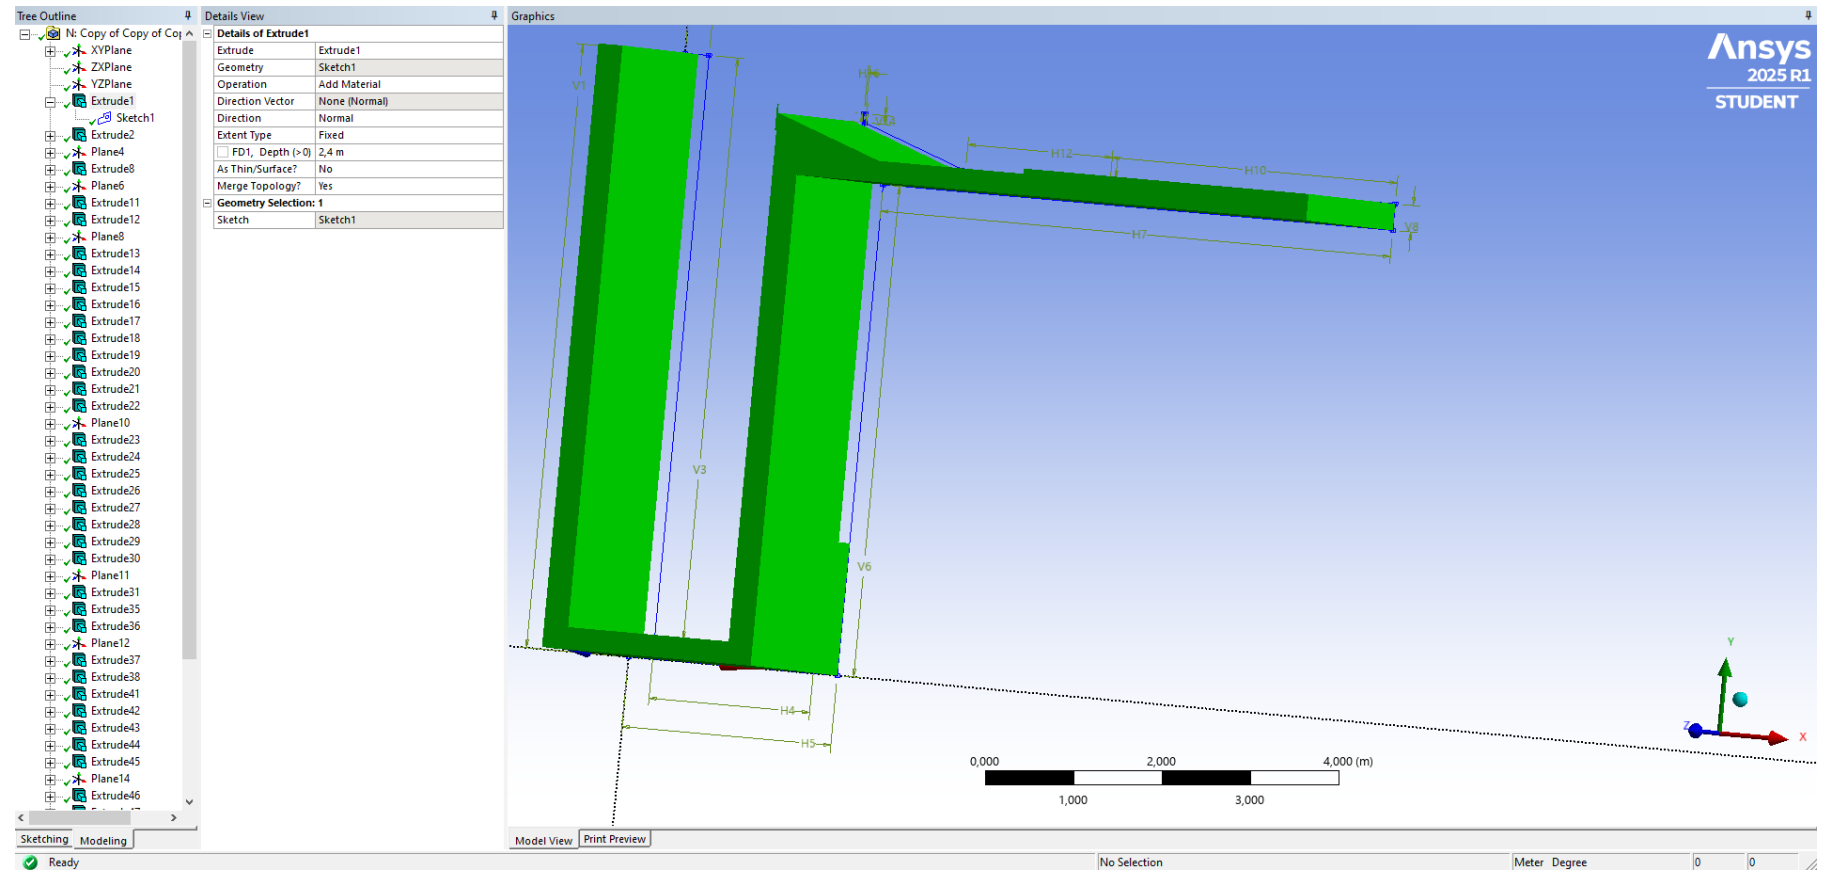 Tree Outline
N: Copy of Copy of Cop
XYPlane
ZXPlane
YZPlane
Extrude1
Sketch1
Extrude2
Plane4
Extrude8
Plane6
Extrude11
Extrude12
Plane8
Extrude13
Extrude14
Extrude15
Extrude16
Extrude17
Extrude18
Extrude19
Extrude20
Extrude21
Extrude22
Plane10
Extrude23
Extrude24
Extrude25
Extrude26
Extrude27
Extrude28
Extrude29
Extrude30
Plane11
Extrude31
Extrude35
Extrude36
Plane12
Extrude37
Extrude38
Extrude41
Extrude42
Extrude43
Extrude44
Extrude45
Plane14
Extrude46
Sketching Modeling
Details View
Details of Extrude1
Extrude Extrude1
Geometry Sketch1
Operation Add Material
Direction Vector None (Normal)
Direction Normal
Extent Type Fixed
FD1, Depth (>0) 2,4 m
As Thin/Surface? No
Merge Topology? Yes
Geometry Selection: 1
Sketch Sketch1
Graphics
Ansys
2025 R1
STUDENT
V1
H12
H10
H7
V8
V3
V6
H4
H5
Y
Z
X
0,000 2,000 4,000 (m)
1,000 3,000
Model View Print Preview
Ready
No Selection
Meter Degree
0 0